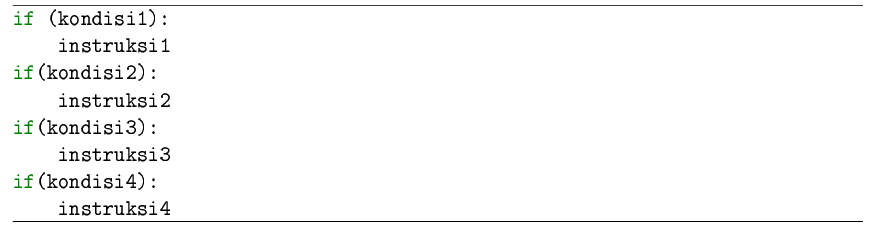 if (kondisi1):
    instruksi1
if(kondisi2):
    instruksi2
if(kondisi3):
    instruksi3
if(kondisi4):
    instruksi4